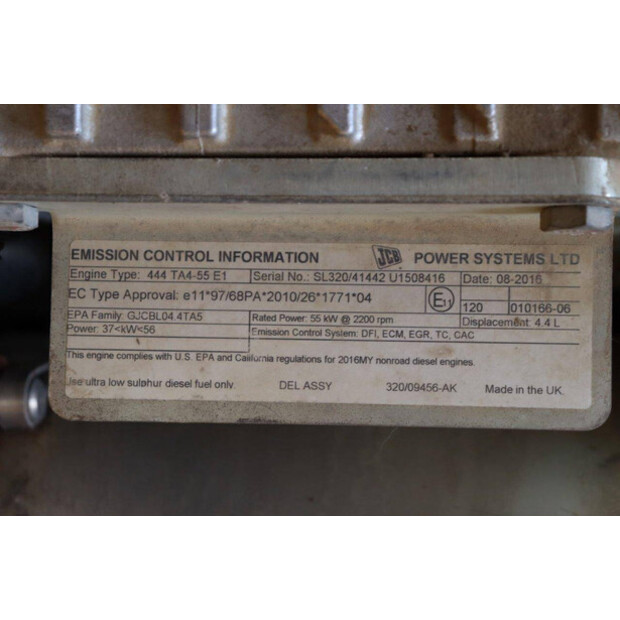 EMISSION CONTROL INFORMATION JCB POWER SYSTEMS LTD
Engine Type: 444 TA4-55 E1 Serial No.: SL320/41442 U1508416 Date: 08-2016
EC Type Approval: e11*97/68PA*2010/26*1771*04 E11 120 010166-06
EPA Family: GJCBL04.4TA5 Rated Power: 55 kW @ 2200 rpm Displacement: 4.4 L
Power: 37<kW<56 Emission Control System: DFI, ECM, EGR, TC, CAC
This engine complies with U.S. EPA and California regulations for 2016MY nonroad diesel engines.
Use ultra low sulphur diesel fuel only. DEL ASSY 320/09456-AK Made in the UK.